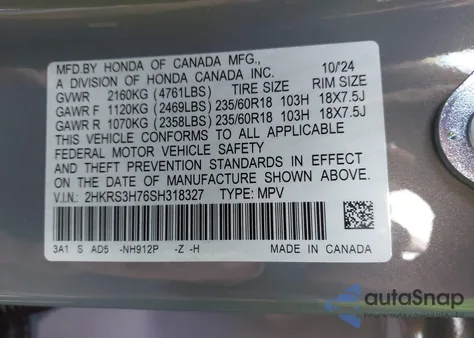 MFD.BY HONDA OF CANADA MFG.,
A DIVISION OF HONDA CANADA INC. 10/24
TIRE SIZE RIM SIZE
GVWR 2160KG (4761LBS)
GAWR F 1120KG (2469LBS) 235/60R18 103H 18X7.5J
GAWR R 1070KG (2358LBS) 235/60R18 103H 18X7.5J
THIS VEHICLE CONFORMS TO ALL APPLICABLE
FEDERAL MOTOR VEHICLE SAFETY
AND THEFT PREVENTION STANDARDS IN EFFECT
ON THE DATE OF MANUFACTURE SHOWN ABOVE.
V.I.N.: 2HKRS3H76SH318327 TYPE: MPV
3A1 S AD5 -NH912P -Z -H MADE IN CANADA
autoSnap